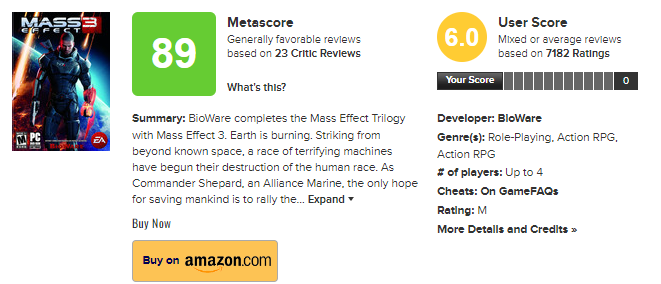 MASS
EFFECT 3
PC
M
BIOWARE
EA
89
Metascore
Generally favorable reviews
based on 23 Critic Reviews
What's this?
6.0
User Score
Mixed or average reviews
based on 7182 Ratings
Your Score
0
Summary: BioWare completes the Mass Effect Trilogy
with Mass Effect 3. Earth is burning. Striking from
beyond known space, a race of terrifying machines
have begun their destruction of the human race. As
Commander Shepard, an Alliance Marine, the only hope
for saving mankind is to rally the... Expand
Buy Now
Buy on amazon.com
Developer: BioWare
Genre(s): Role-Playing, Action RPG,
Action RPG
# of players: Up to 4
Cheats: On GameFAQs
Rating: M
More Details and Credits »